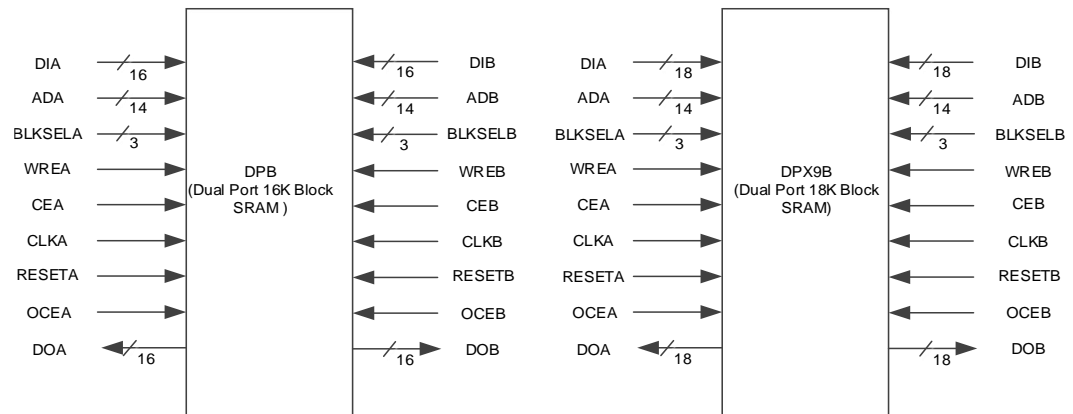 DIA
16
ADA
14
BLKSELA
3
WREA
CEA
CLKA
RESETA
OCEA
DOA
16
DPB
(Dual Port 16K Block
SRAM )
16
DIB
14
ADB
3
BLKSELB
WREB
CEB
CLKB
RESETB
OCEB
16
DOB
DIA
18
ADA
14
BLKSELA
3
WREA
CEA
CLKA
RESETA
OCEA
DOA
18
DPX9B
(Dual Port 18K Block
SRAM)
18
DIB
14
ADB
3
BLKSELB
WREB
CEB
CLKB
RESETB
OCEB
18
DOB